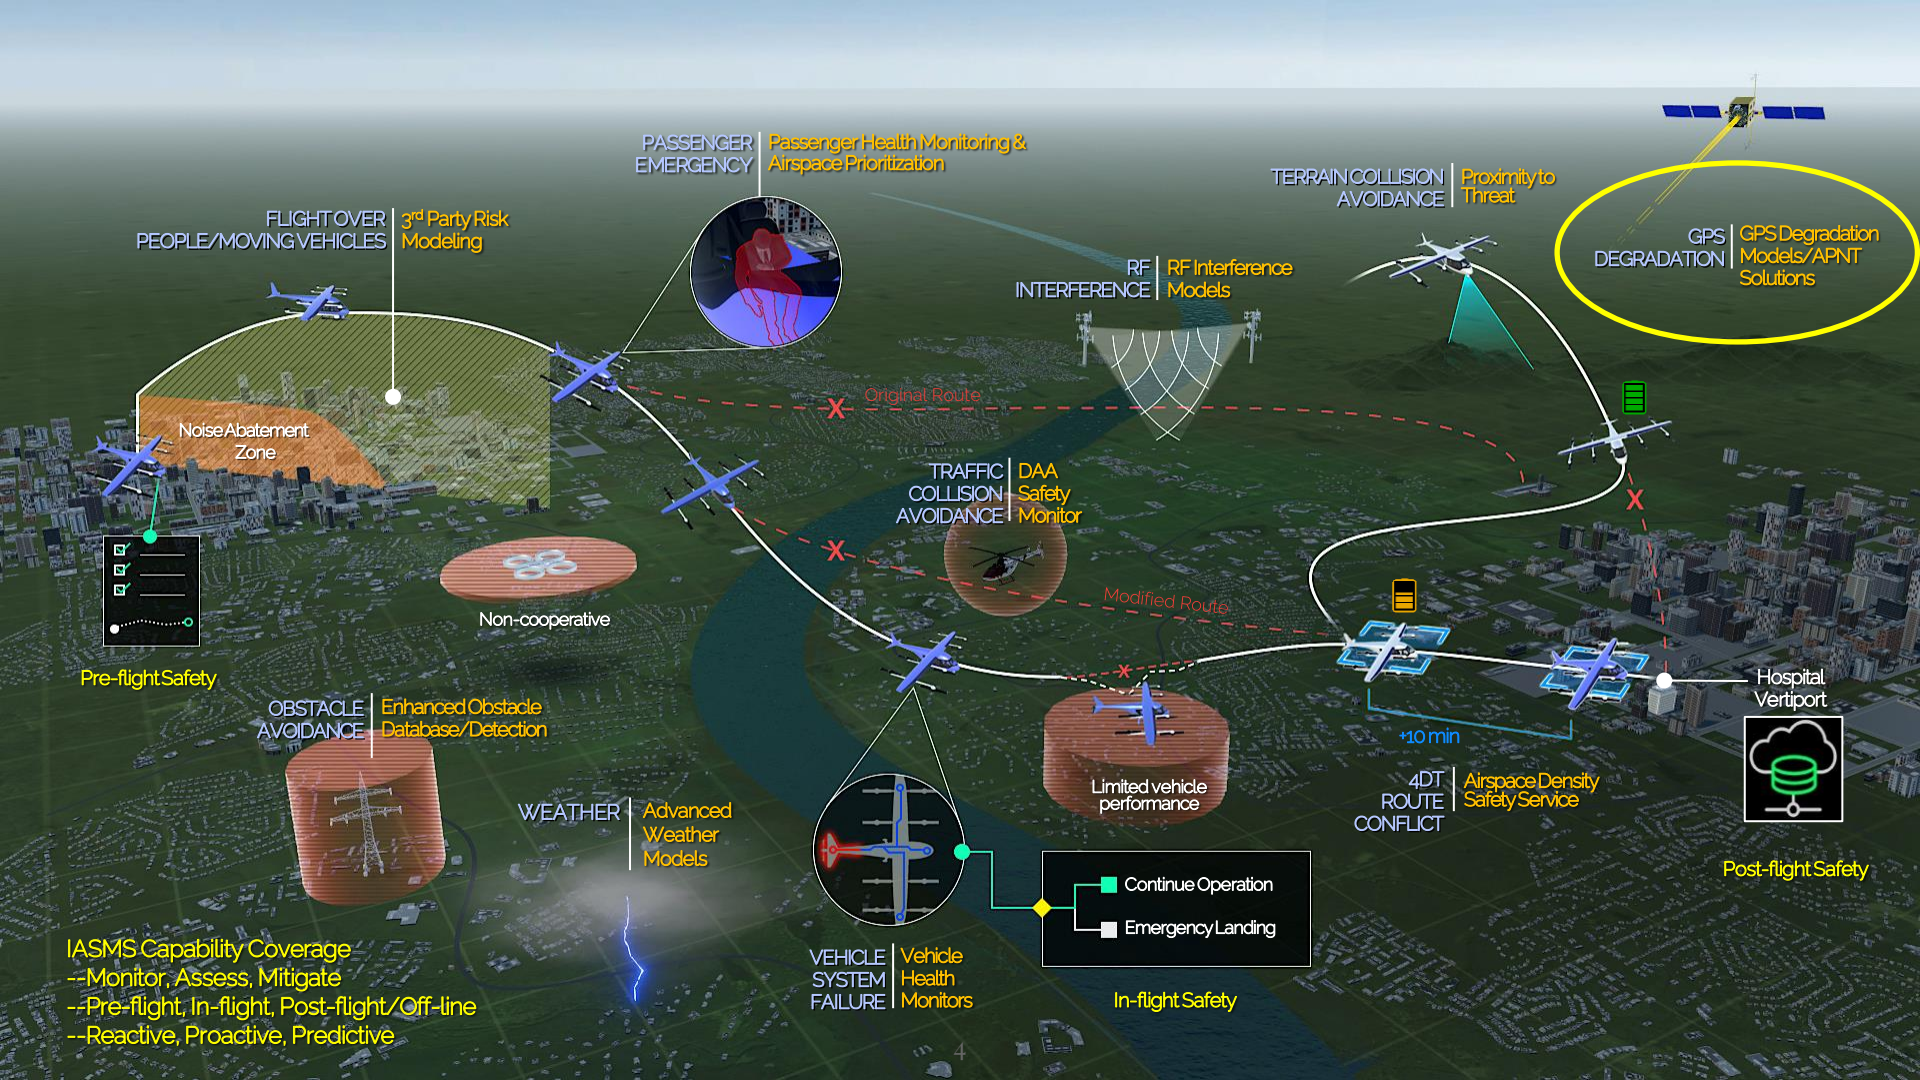 PASSENGER
EMERGENCY
Passenger Health Monitoring &
Airspace Prioritization
TERRAIN COLLISION
AVOIDANCE
Proximity to
Threat
FLIGHT OVER
PEOPLE/MOVING VEHICLES
3rd Party Risk
Modeling
GPS
DEGRADATION
GPS Degradation
Models/APNT
Solutions
RF
INTERFERENCE
RF Interference
Models
Original Route
Noise Abatement
Zone
TRAFFIC
COLLISION
AVOIDANCE
DAA
Safety
Monitor
X
X
X
X
Modified Route
Non-cooperative
Pre-flight Safety
Hospital
Vertiport
OBSTACLE
AVOIDANCE
Enhanced Obstacle
Database/Detection
+10 min
Limited vehicle
performance
4DT
ROUTE
CONFLICT
Airspace Density
Safety Service
WEATHER
Advanced
Weather
Models
Post-flight Safety
Continue Operation
Emergency Landing
VEHICLE
SYSTEM
FAILURE
Vehicle
Health
Monitors
In-flight Safety
IASMS Capability Coverage
--Monitor, Assess, Mitigate
--Pre-flight, In-flight, Post-flight/Off-line
--Reactive, Proactive, Predictive
4